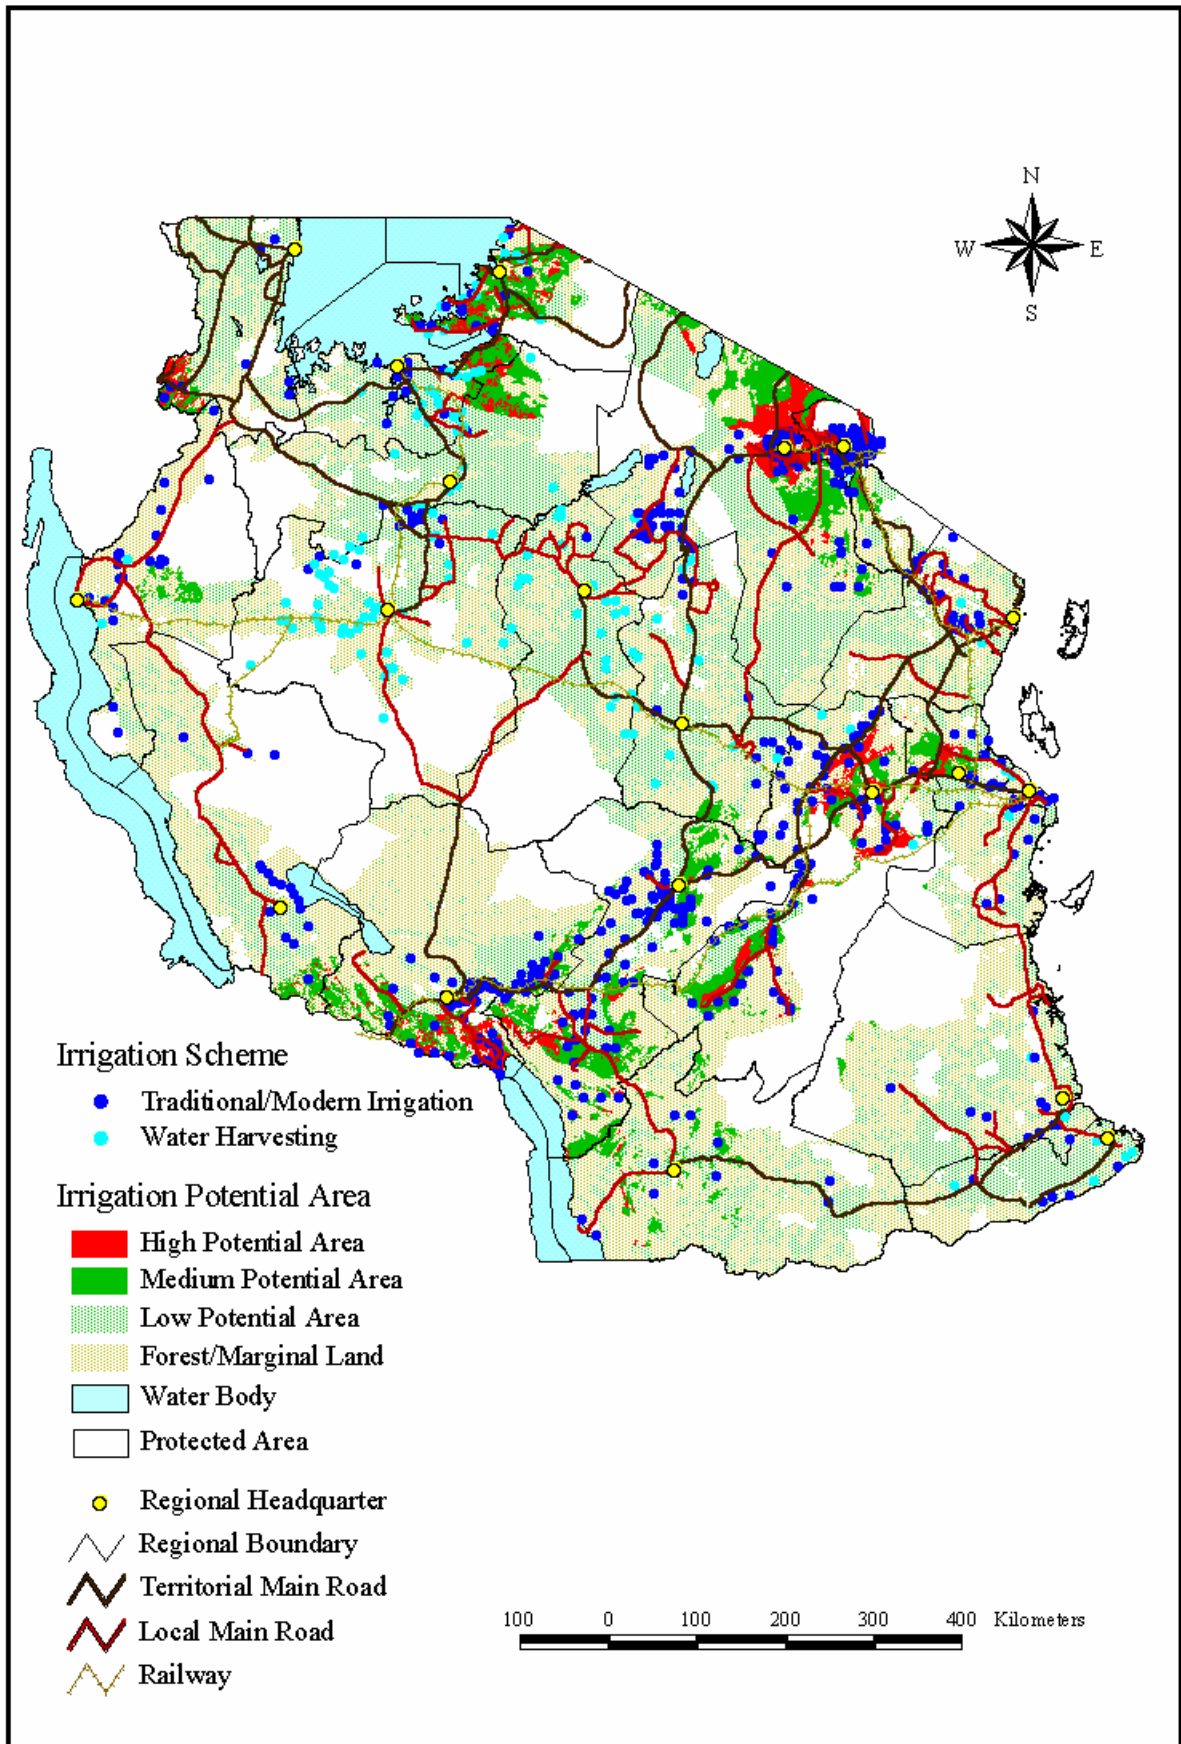 N
W E
S
Irrigation Scheme
Traditional/Modern Irrigation
Water Harvesting
Irrigation Potential Area
High Potential Area
Medium Potential Area
Low Potential Area
Forest/Marginal Land
Water Body
Protected Area
Regional Headquarter
Regional Boundary
Territorial Main Road
Local Main Road
Railway
100 0 100 200 300 400 Kilometers